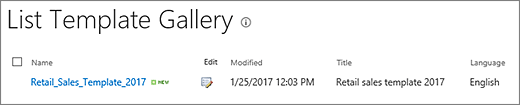 List Template Gallery
Name Edit Modified Title Language
Retail_Sales_Template_2017 NEW 1/25/2017 12:03 PM Retail sales template 2017 English